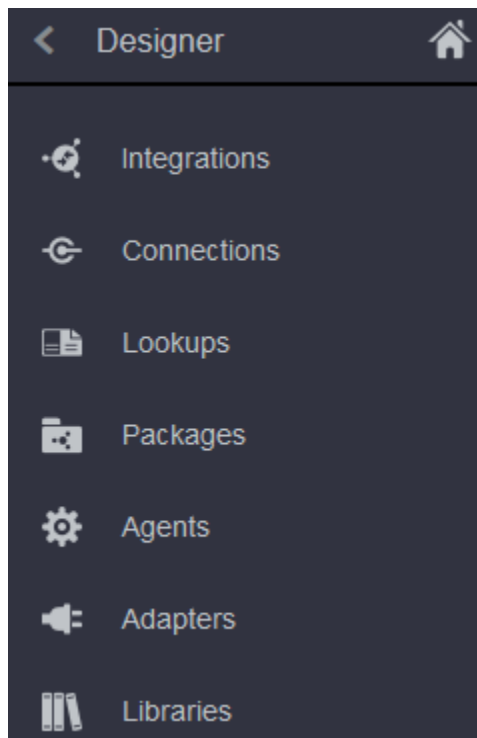 Designer
Integrations
Connections
Lookups
Packages
Agents
Adapters
Libraries